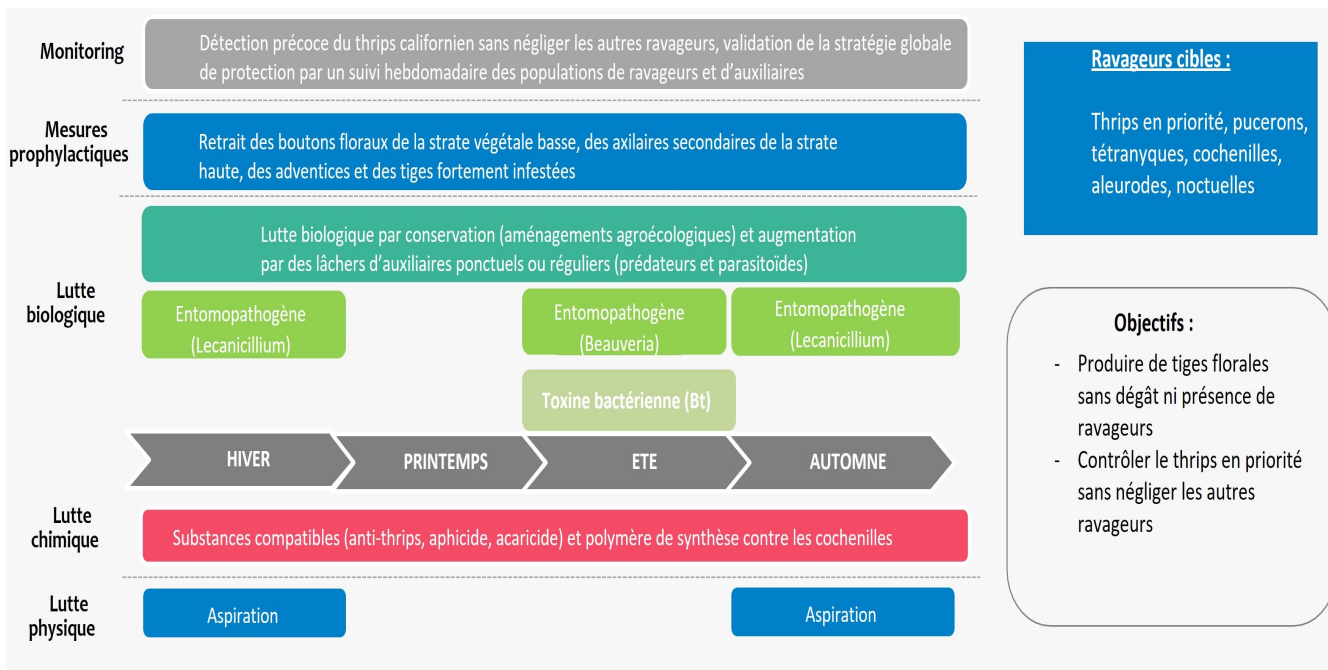 Monitoring
Détection précoce du thrips californien sans négliger les autres ravageurs, validation de la stratégie globale
de protection par un suivi hebdomadaire des populations de ravageurs et d'auxiliaires
Mesures
prophylactiques
Retrait des boutons floraux de la strate végétale basse, des axilaires secondaires de la strate
haute, des adventices et des tiges fortement infestées
Lutte
biologique
Lutte biologique par conservation (aménagements agroécologiques) et augmentation
par des lâchers d'auxiliaires ponctuels ou réguliers (prédateurs et parasitoïdes)
Entomopathogène
(Lecanicillium)
Entomopathogène
(Beauveria)
Entomopathogène
(Lecanicillium)
Toxine bactérienne (Bt)
HIVER
PRINTEMPS
ETE
AUTOMNE
Lutte
chimique
Substances compatibles (anti-thrips, aphicide, acaricide) et polymère de synthèse contre les cochenilles
Lutte
physique
Aspiration
Aspiration
Ravageurs cibles :
Thrips en priorité, pucerons,
tétranyques, cochenilles,
aleurodes, noctuelles
Objectifs :
- Produire de tiges florales
sans dégât ni présence de
ravageurs
- Contrôler le thrips en priorité
sans négliger les autres
ravageurs